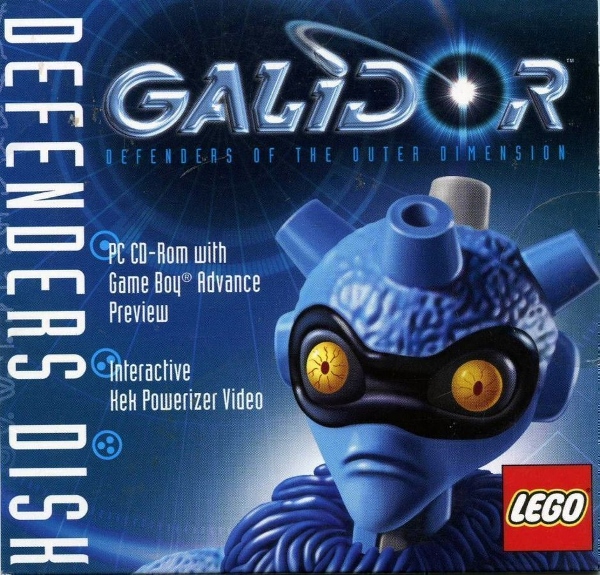 DEFENDERS DISK
GALIDOR™
DEFENDERS OF THE OUTER DIMENSION
PC CD-Rom with
Game Boy® Advance
Preview
Interactive
Kek Powerizer Video
LEGO